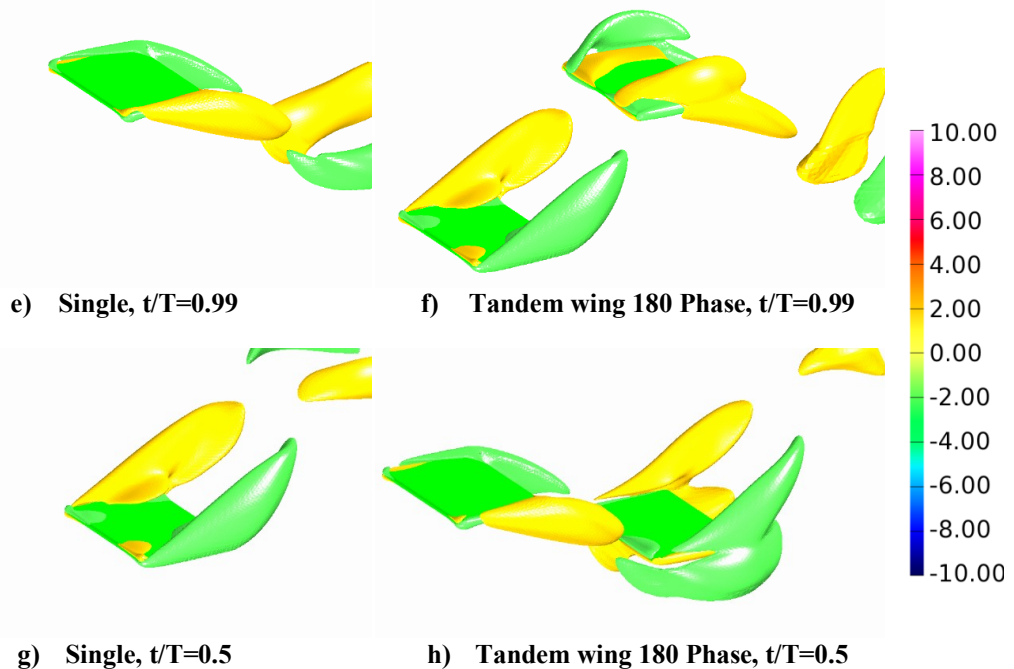 10.00
8.00
6.00
4.00
2.00
0.00
-2.00
-4.00
-6.00
-8.00
-10.00
e) Single, t/T=0.99
f) Tandem wing 180 Phase, t/T=0.99
g) Single, t/T=0.5
h) Tandem wing 180 Phase, t/T=0.5